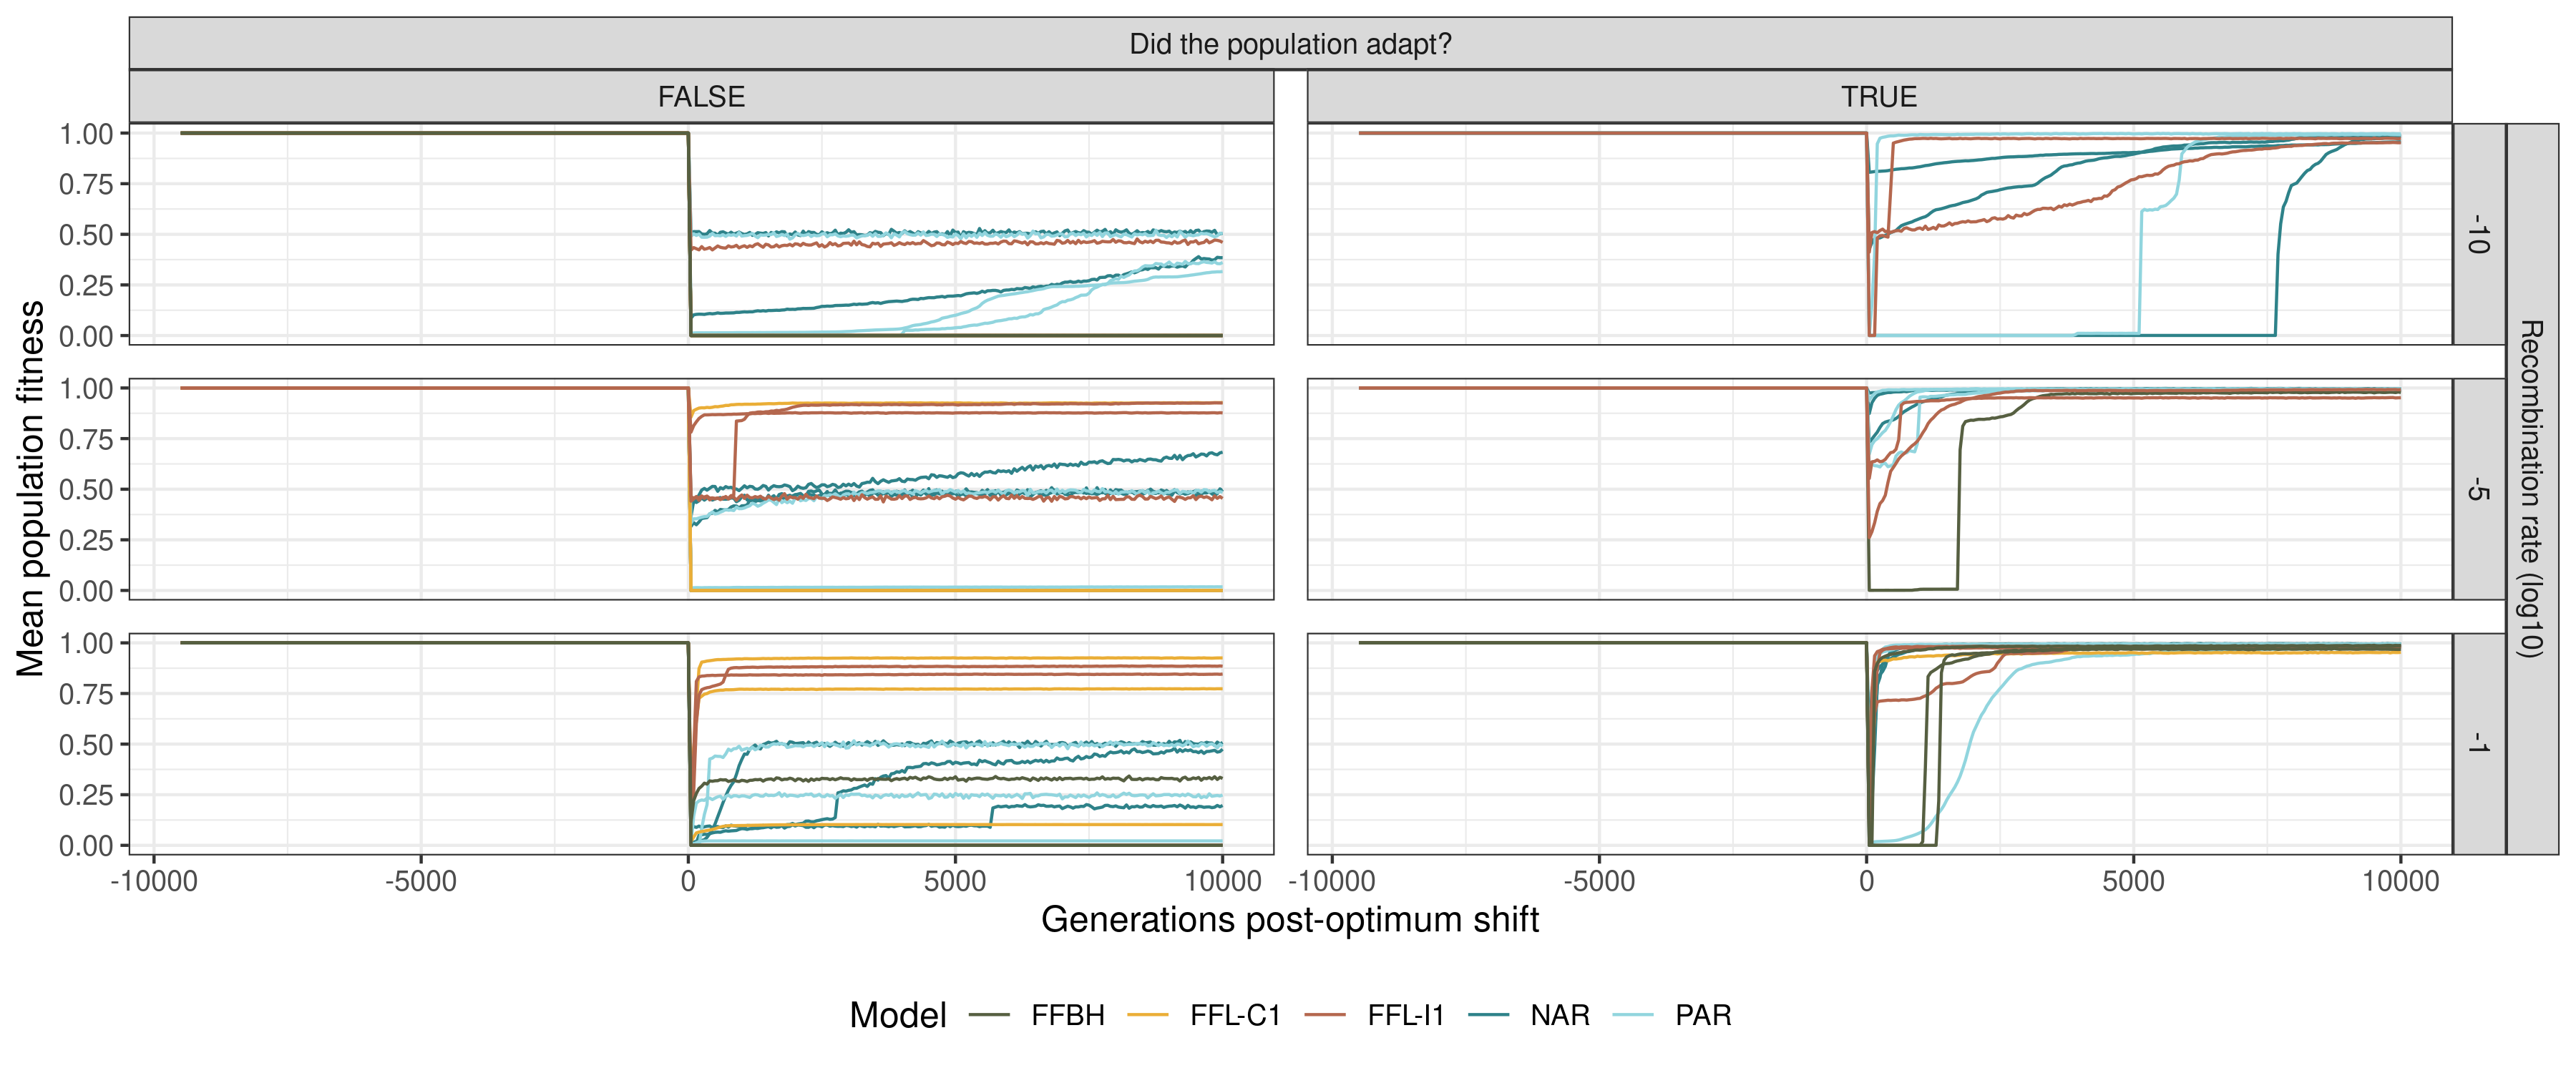 Did the population adapt?
FALSE TRUE
Mean population fitness
1.00
0.75
0.50
0.25
0.00
-10
1.00
0.75
0.50
0.25
0.00
-5
1.00
0.75
0.50
0.25
0.00
-1
Recombination rate (log10)
-10000 -5000 0 5000 10000 -10000 -5000 0 5000 10000
Generations post-optimum shift
Model FFBH FFL-C1 FFL-I1 NAR PAR